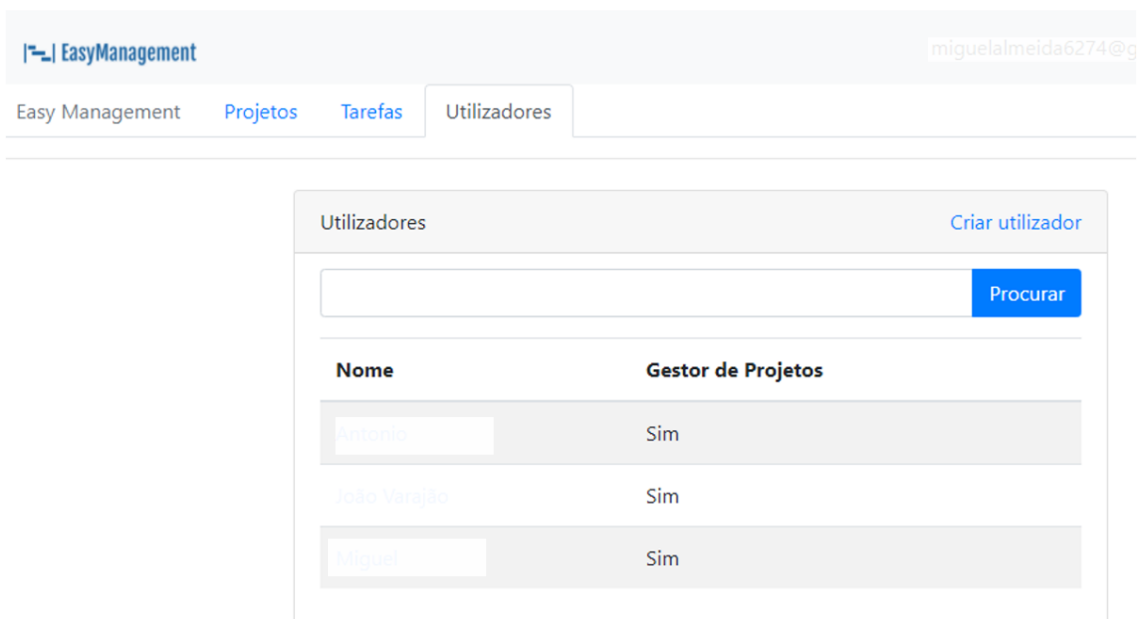 EasyManagement
Easy Management Projetos Tarefas Utilizadores
Utilizadores Criar utilizador
Procurar
Nome Gestor de Projetos
Sim
Sim
Sim